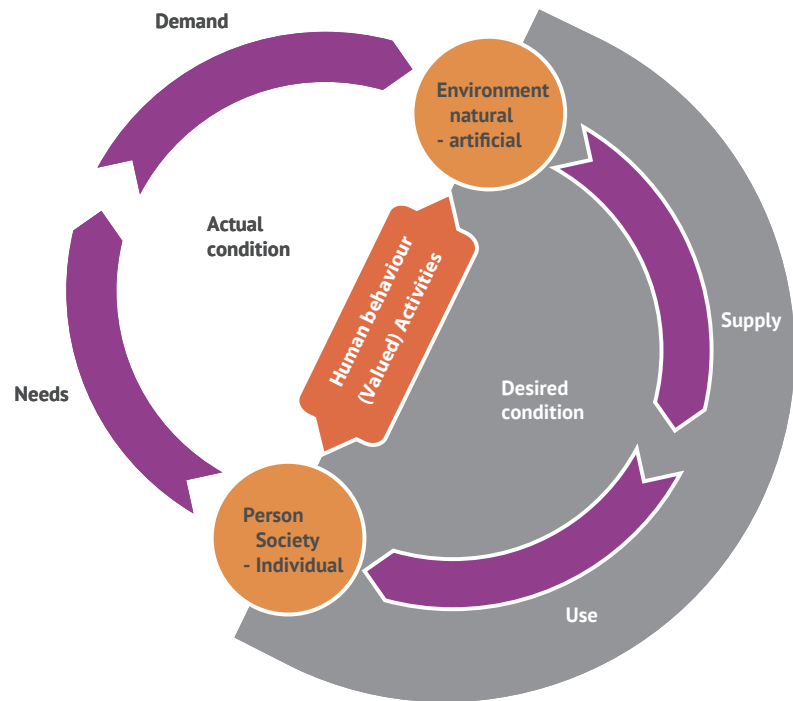 Demand
Environment
natural
- artificial
Actual
condition
Human behaviour
(Valued) Activities
Supply
Desired
condition
Needs
Person
Society
- Individual
Use